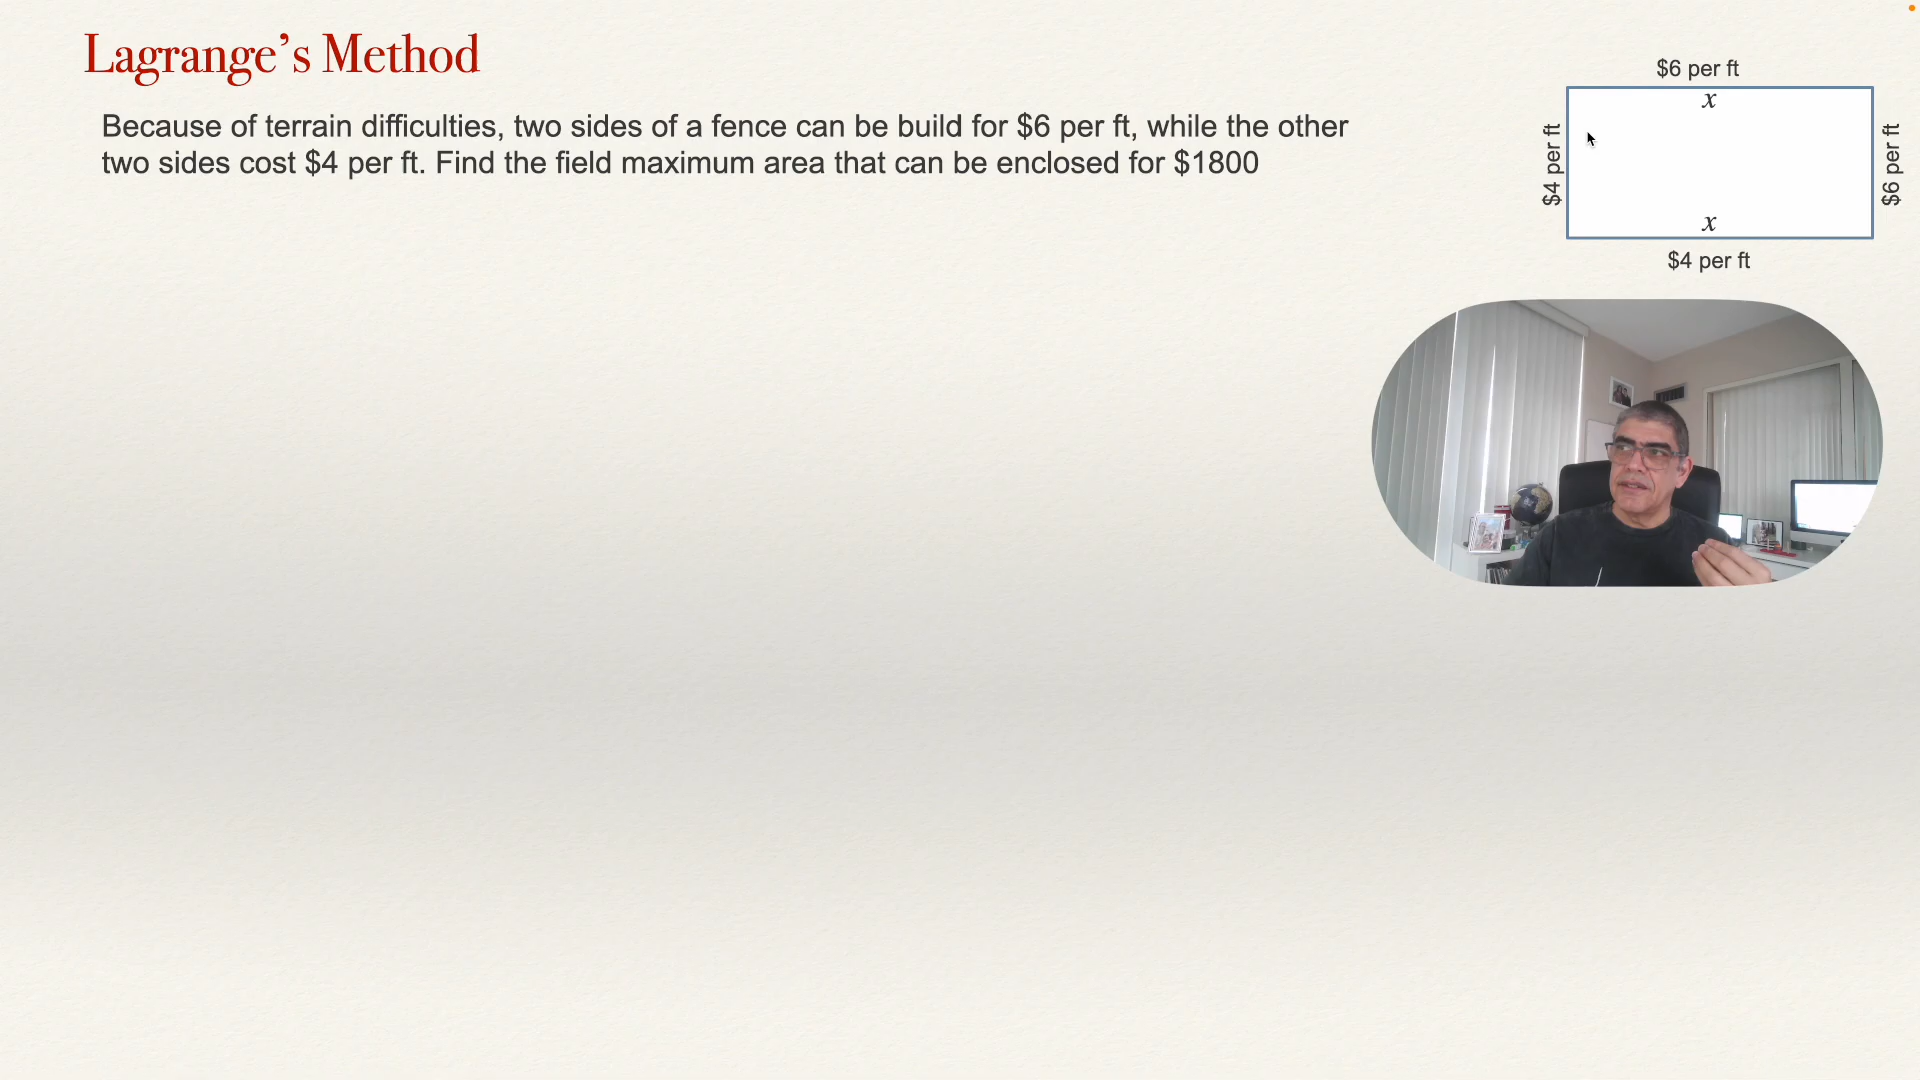 Lagrange’s Method
Because of terrain difficulties, two sides of a fence can be build for $6 per ft, while the other
two sides cost $4 per ft. Find the field maximum area that can be enclosed for $1800
$6 per ft
x
$4 per ft
$6 per ft
x
$4 per ft